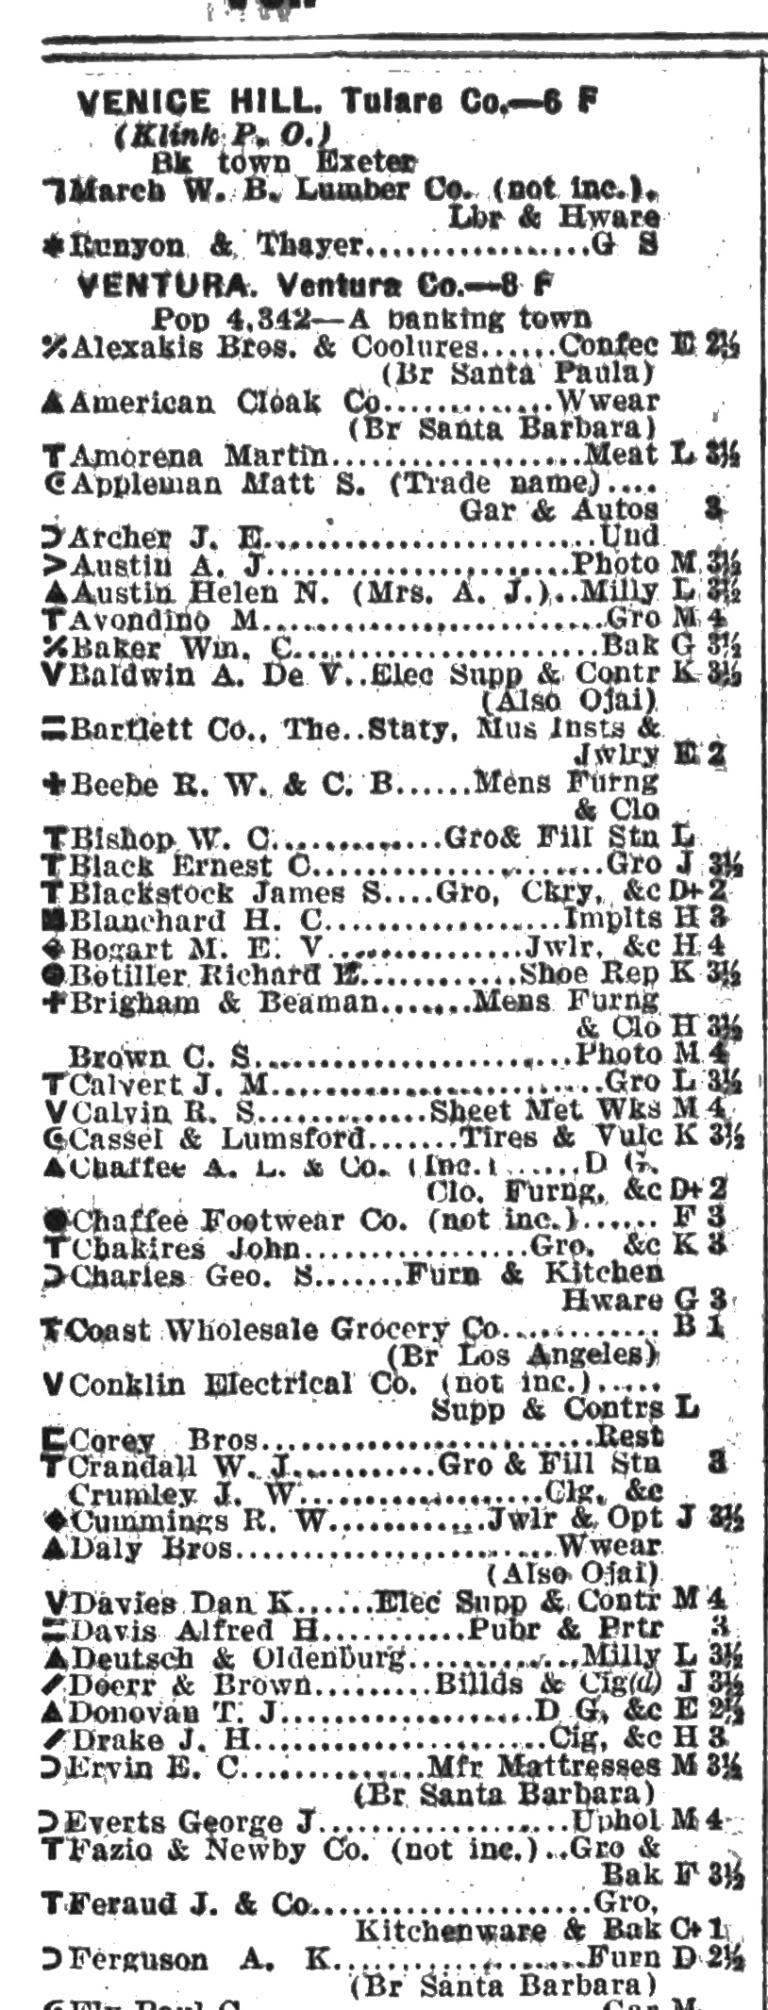 VENICE HILL. Tulare Co.—6 F
(Klink P. O.)
Bk town Exeter
March W. B. Lumber Co. (not inc.).
Lbr & Hware
Runyon & Thayer.................G S
VENTURA. Ventura Co.—8 F
Pop 4,342—A banking town
Alexakis Bros. & Coolures......Confec E 2½
(Br Santa Paula)
American Cloak Co.............Wwear
(Br Santa Barbara)
T Amorena Martin....................Meat L 3½
Appleman Matt S. (Trade name)....
Gar & Autos 3
Archer J. E.........................Und
Austin A. J........................Photo M 3½
Austin Helen N. (Mrs. A. J.)..Milly L 3½
T Avondino M..........................Gro M 4
Baker Wm. C.......................Bak G 3½
V Baldwin A. De V..Elec Supp & Contr K 3½
(Also Ojai)
Bartlett Co., The..Staty, Mus Insts &
Jwlry E 2
Beebe R. W. & C. B......Mens Furng
& Clo
T Bishop W. C.............Gro& Fill Stn L
T Black Ernest C......................Gro J 3½
T Blackstock James S....Gro, Ckry, &c D+ 2
Blanchard H. C..................Implts H 3
Bogart M. E. V..............Jwlr, &c H 4
Botiller Richard E............Shoe Rep K 3½
Brigham & Beaman.......Mens Furng
& Clo H 3½
Brown C. S........................Photo M 4
T Calvert J. M.........................Gro L 3½
V Calvin R. S.............Sheet Met Wks M 4
Cassel & Lumsford.......Tires & Vulc K 3½
Chaffee A. L. & Co. (Inc.)......D G.
Clo, Furng, &c D+ 2
Chaffee Footwear Co. (not inc.)...... F 3
T Chakires John.................Gro, &c K 3
Charles Geo. S.......Furn & Kitchen
Hware G 3
T Coast Wholesale Grocery Co............ B 1
(Br Los Angeles)
V Conklin Electrical Co. (not inc.).....
Supp & Contrs L
Corey Bros.........................Rest
T Crandall W. J...........Gro & Fill Stn 3
Crumley J. W..................Clg, &c
Cummings R. W............Jwlr & Opt J 3½
Daly Bros........................Wwear
(Also Ojai)
V Davies Dan K......Elec Supp & Contr M 4
Davis Alfred H...........Pubr & Prtr 3
Deutsch & Oldenburg.............Milly L 3½
Doerr & Brown.........Billds & Cig(d) J 3½
Donovan T. J...................D G, &c E 2½
Drake J. H......................Cig, &c H 3
Ervin E. C..............Mfr Mattresses M 3½
(Br Santa Barbara)
Everts George J...................Uphol M 4
T Fazio & Newby Co. (not inc.)..Gro &
Bak F 3½
T Feraud J. & Co.....................Gro,
Kitchenware & Bak C+ 1
Ferguson A. K...................Furn D 2½
(Br Santa Barbara)